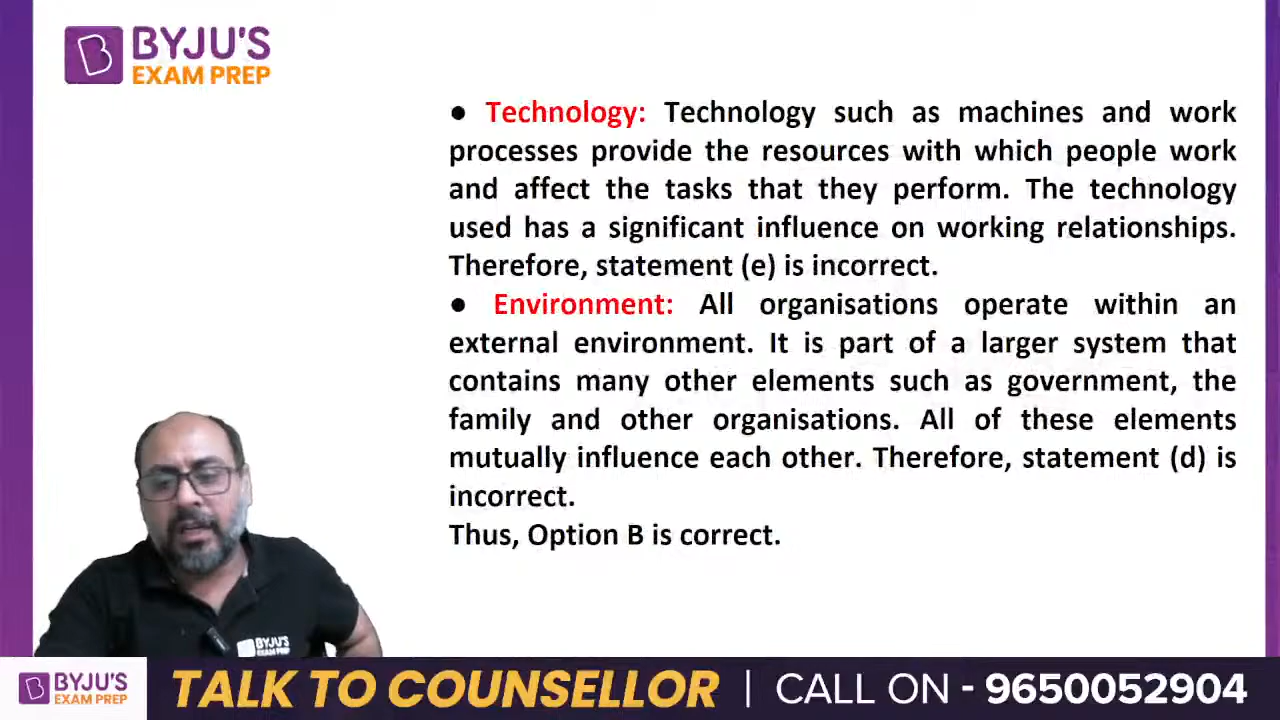 BYJU'S
EXAM PREP
● Technology: Technology such as machines and work
processes provide the resources with which people work
and affect the tasks that they perform. The technology
used has a significant influence on working relationships.
Therefore, statement (e) is incorrect.
● Environment: All organisations operate within an
external environment. It is part of a larger system that
contains many other elements such as government, the
family and other organisations. All of these elements
mutually influence each other. Therefore, statement (d) is
incorrect.
Thus, Option B is correct.
BYJU'S
EXAM PREP
BYJU'S
EXAM PREP
TALK TO COUNSELLOR | CALL ON - 9650052904